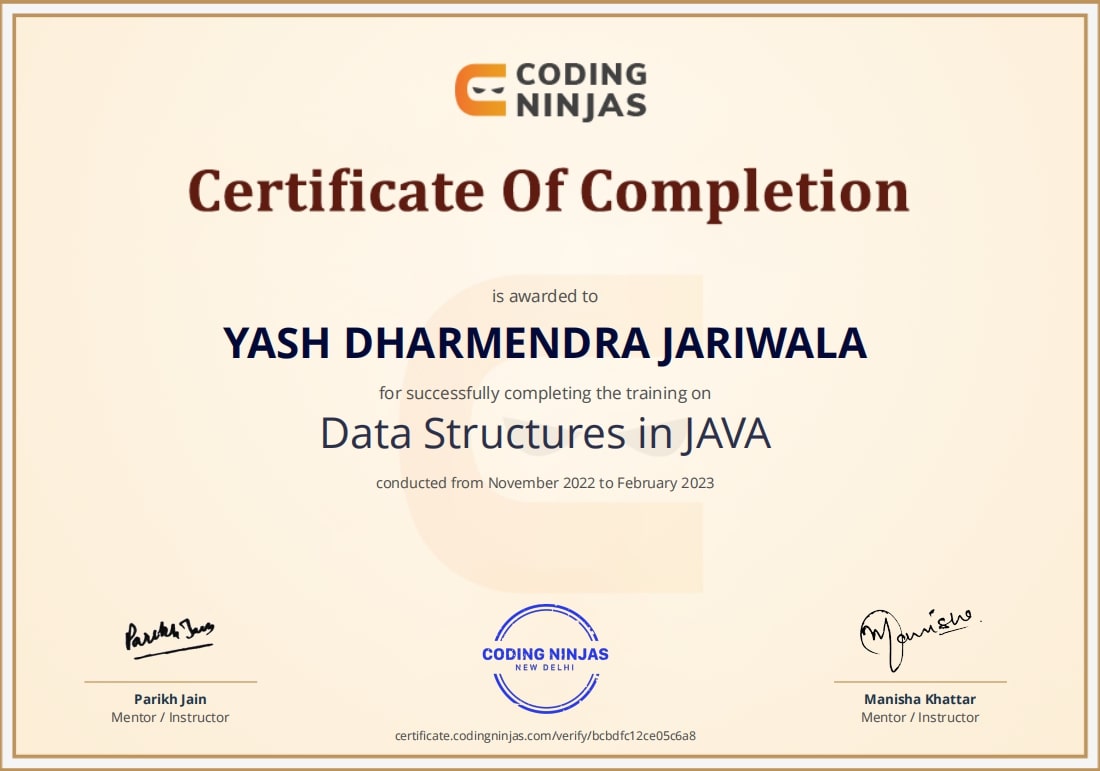 CODING
NINJAS
Certificate Of Completion
is awarded to
YASH DHARMENDRA JARIWALA
for successfully completing the training on
Data Structures in JAVA
conducted from November 2022 to February 2023
Parikh Jain
Manisha
CODING NINJAS
NEW DELHI
Parikh Jain
Mentor / Instructor
Manisha Khattar
Mentor / Instructor
certificate.codingninjas.com/verify/bcbdfc12ce05c6a8